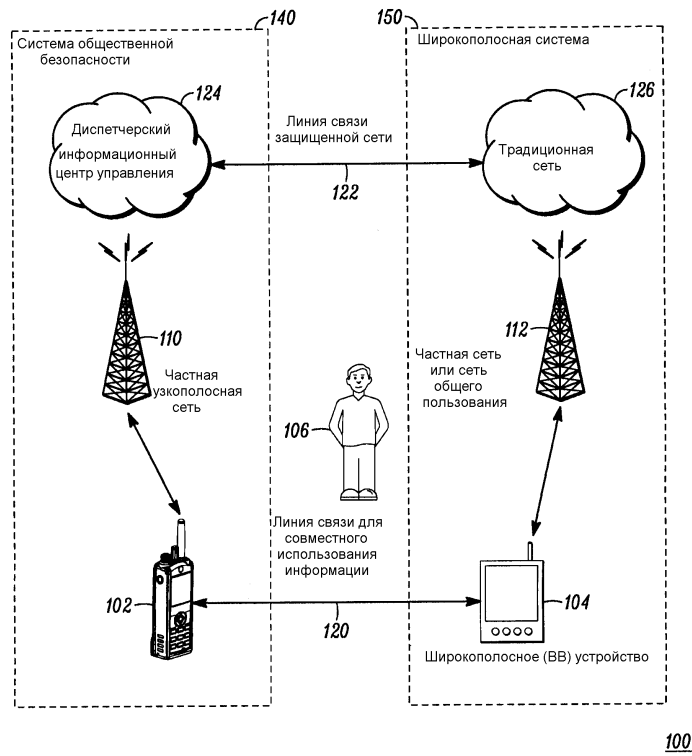 140
150
Система общественной
безопасности
Широкополосная система
124
126
Диспетчерский
информационный
центр управления
Линия связи
защищенной сети
Традиционная
сеть
122
110
112
Частная
узкополосная
сеть
Частная сеть
или сеть
общего
пользования
106
Линия связи для
совместного
использования
информации
102
104
120
Широкополосное (BB) устройство
100